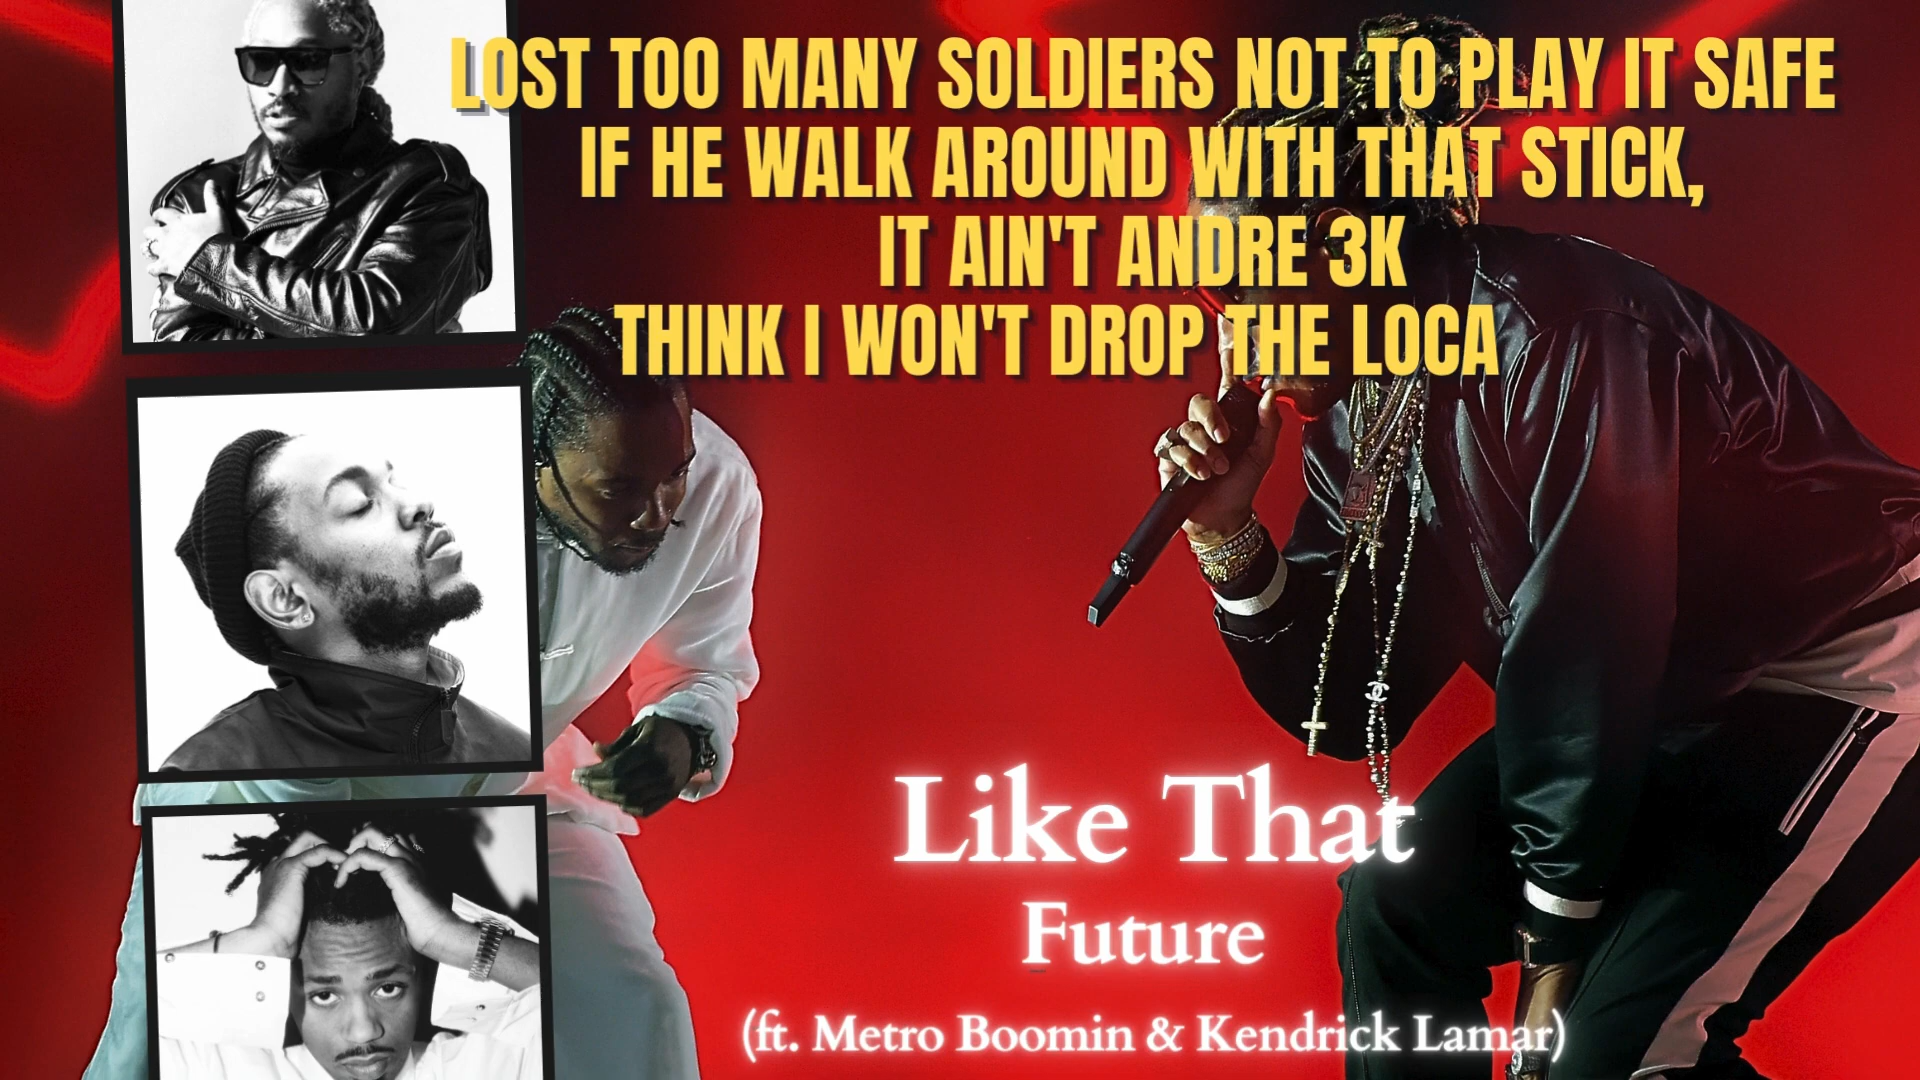 LOST TOO MANY SOLDIERS NOT TO PLAY IT SAFE
IF HE WALK AROUND WITH THAT STICK,
IT AIN'T ANDRE 3K
THINK I WON'T DROP THE LOCA
Like That
Future
(ft. Metro Boomin & Kendrick Lamar)